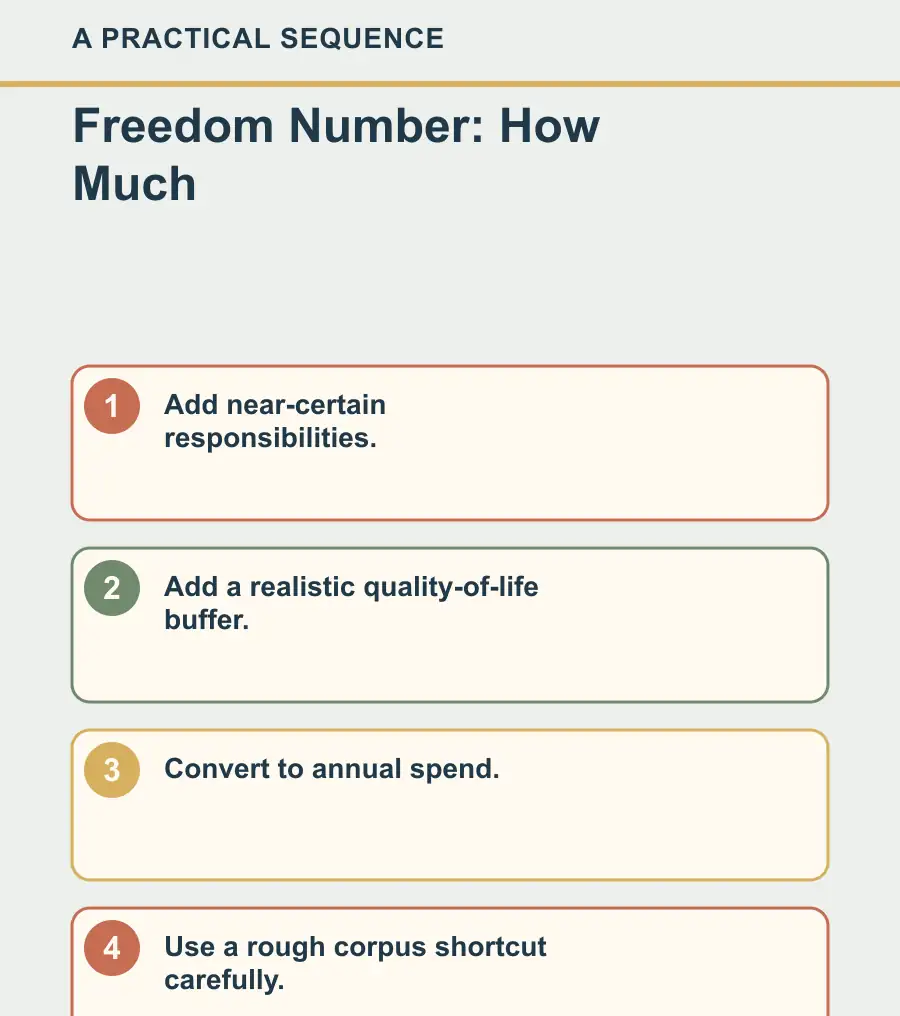 A PRACTICAL SEQUENCE
Freedom Number: How
Much
1
Add near-certain
responsibilities.
2
Add a realistic quality-of-life
buffer.
3
Convert to annual spend.
4
Use a rough corpus shortcut
carefully.